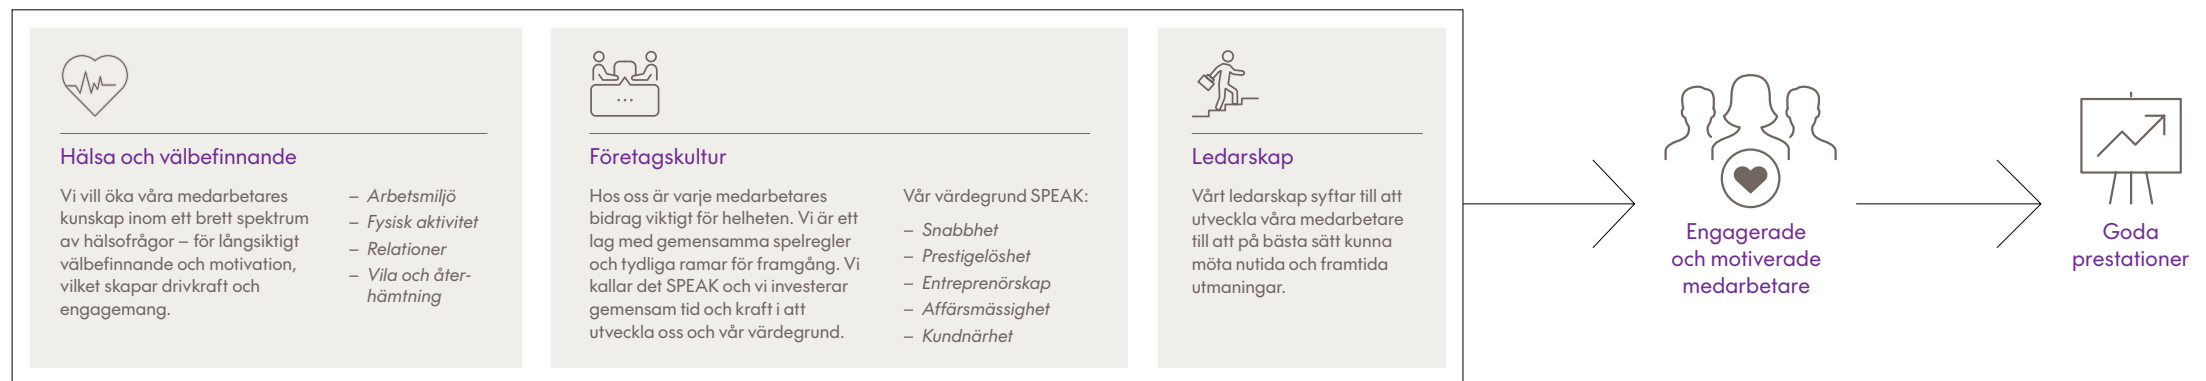 Hälsa och välbefinnande
Vi vill öka våra medarbetares
kunskap inom ett brett spektrum
av hälsofrågor – för långsiktigt
välbefinnande och motivation,
vilket skapar drivkraft och
engagemang.
– Arbetsmiljö
– Fysisk aktivitet
– Relationer
– Vila och åter-
hämtning
Företagskultur
Hos oss är varje medarbetares
bidrag viktigt för helheten. Vi är ett
lag med gemensamma spelregler
och tydliga ramar för framgång. Vi
kallar det SPEAK och vi investerar
gemensam tid och kraft i att
utveckla oss och vår värdegrund.
Vår värdegrund SPEAK:
– Snabbhet
– Prestigelöshet
– Entreprenörskap
– Affärsmässighet
– Kundnärhet
Ledarskap
Vårt ledarskap syftar till att
utveckla våra medarbetare
till att på bästa sätt kunna
möta nutida och framtida
utmaningar.
Engagerade
och motiverade
medarbetare
Goda
prestationer